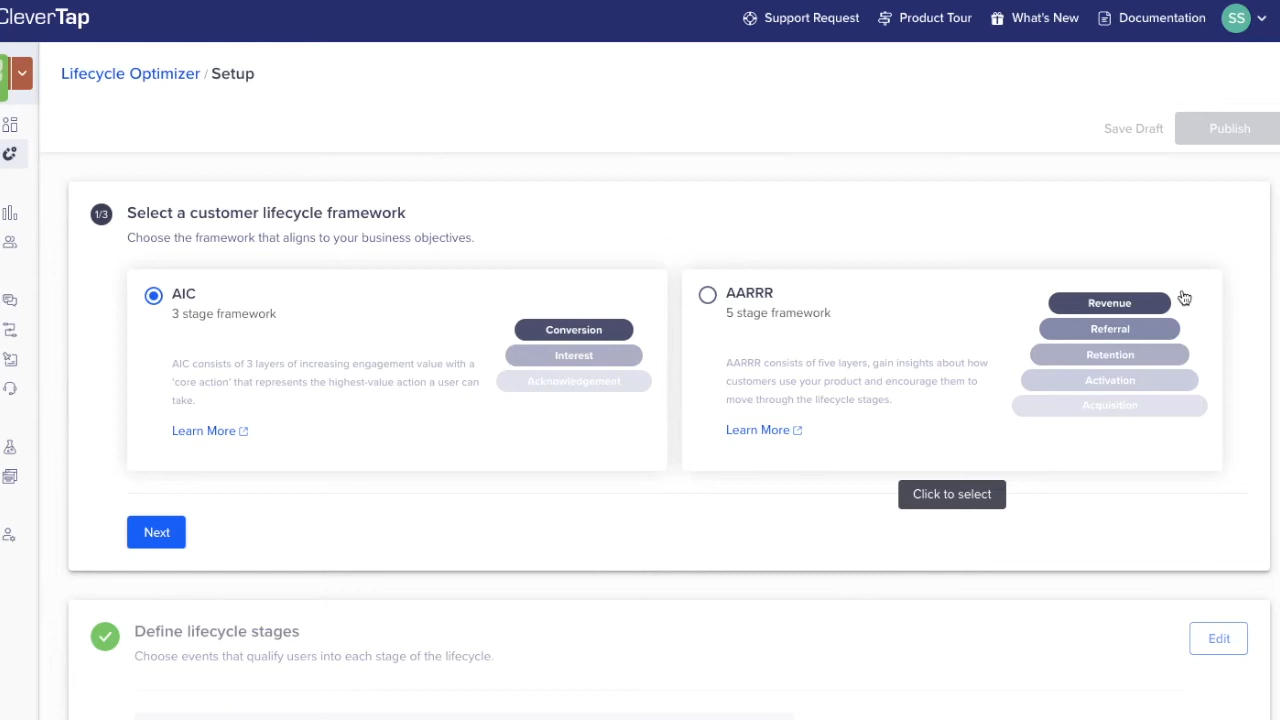 CleverTap
Support Request
Product Tour
What's New
Documentation
SS
Lifecycle Optimizer / Setup
Save Draft
Publish
1/3
Select a customer lifecycle framework
Choose the framework that aligns to your business objectives.
AIC
3 stage framework
AIC consists of 3 layers of increasing engagement value with a
'core action' that represents the highest-value action a user can
take.
Learn More
Conversion
Interest
Acknowledgement
AARRR
5 stage framework
AARRR consists of five layers, gain insights about how
customers use your product and encourage them to
move through the lifecycle stages.
Learn More
Revenue
Referral
Retention
Activation
Acquisition
Click to select
Next
Define lifecycle stages
Choose events that qualify users into each stage of the lifecycle.
Edit